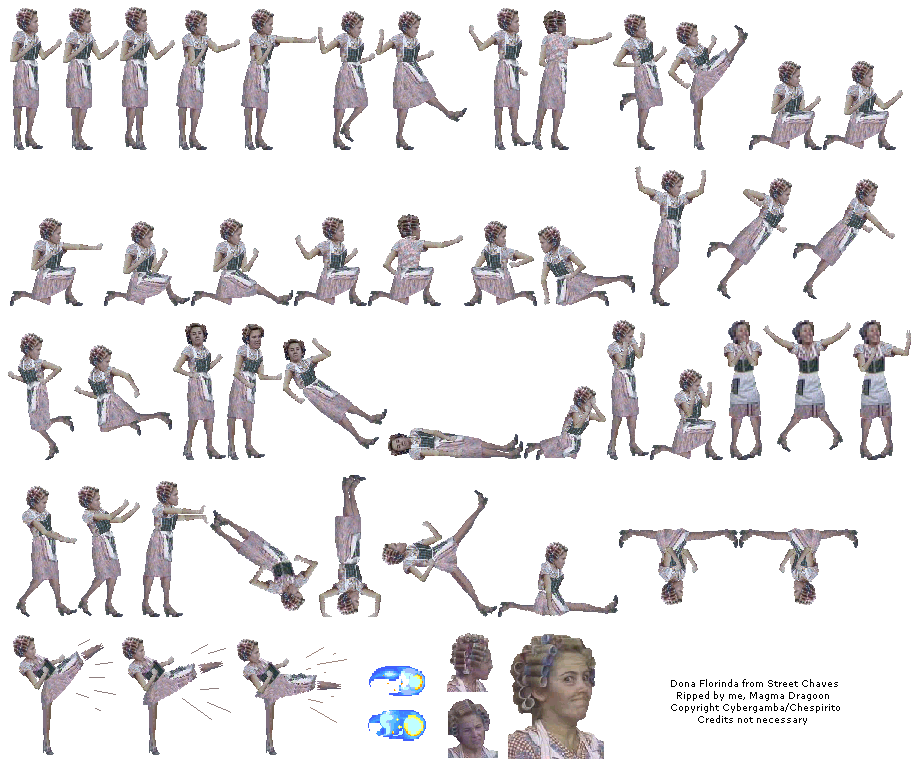 Dona Florinda from Street Chaves
Ripped by me, Magma Dragoon
Copyright Cybergamba/Chespirito
Credits not necessary